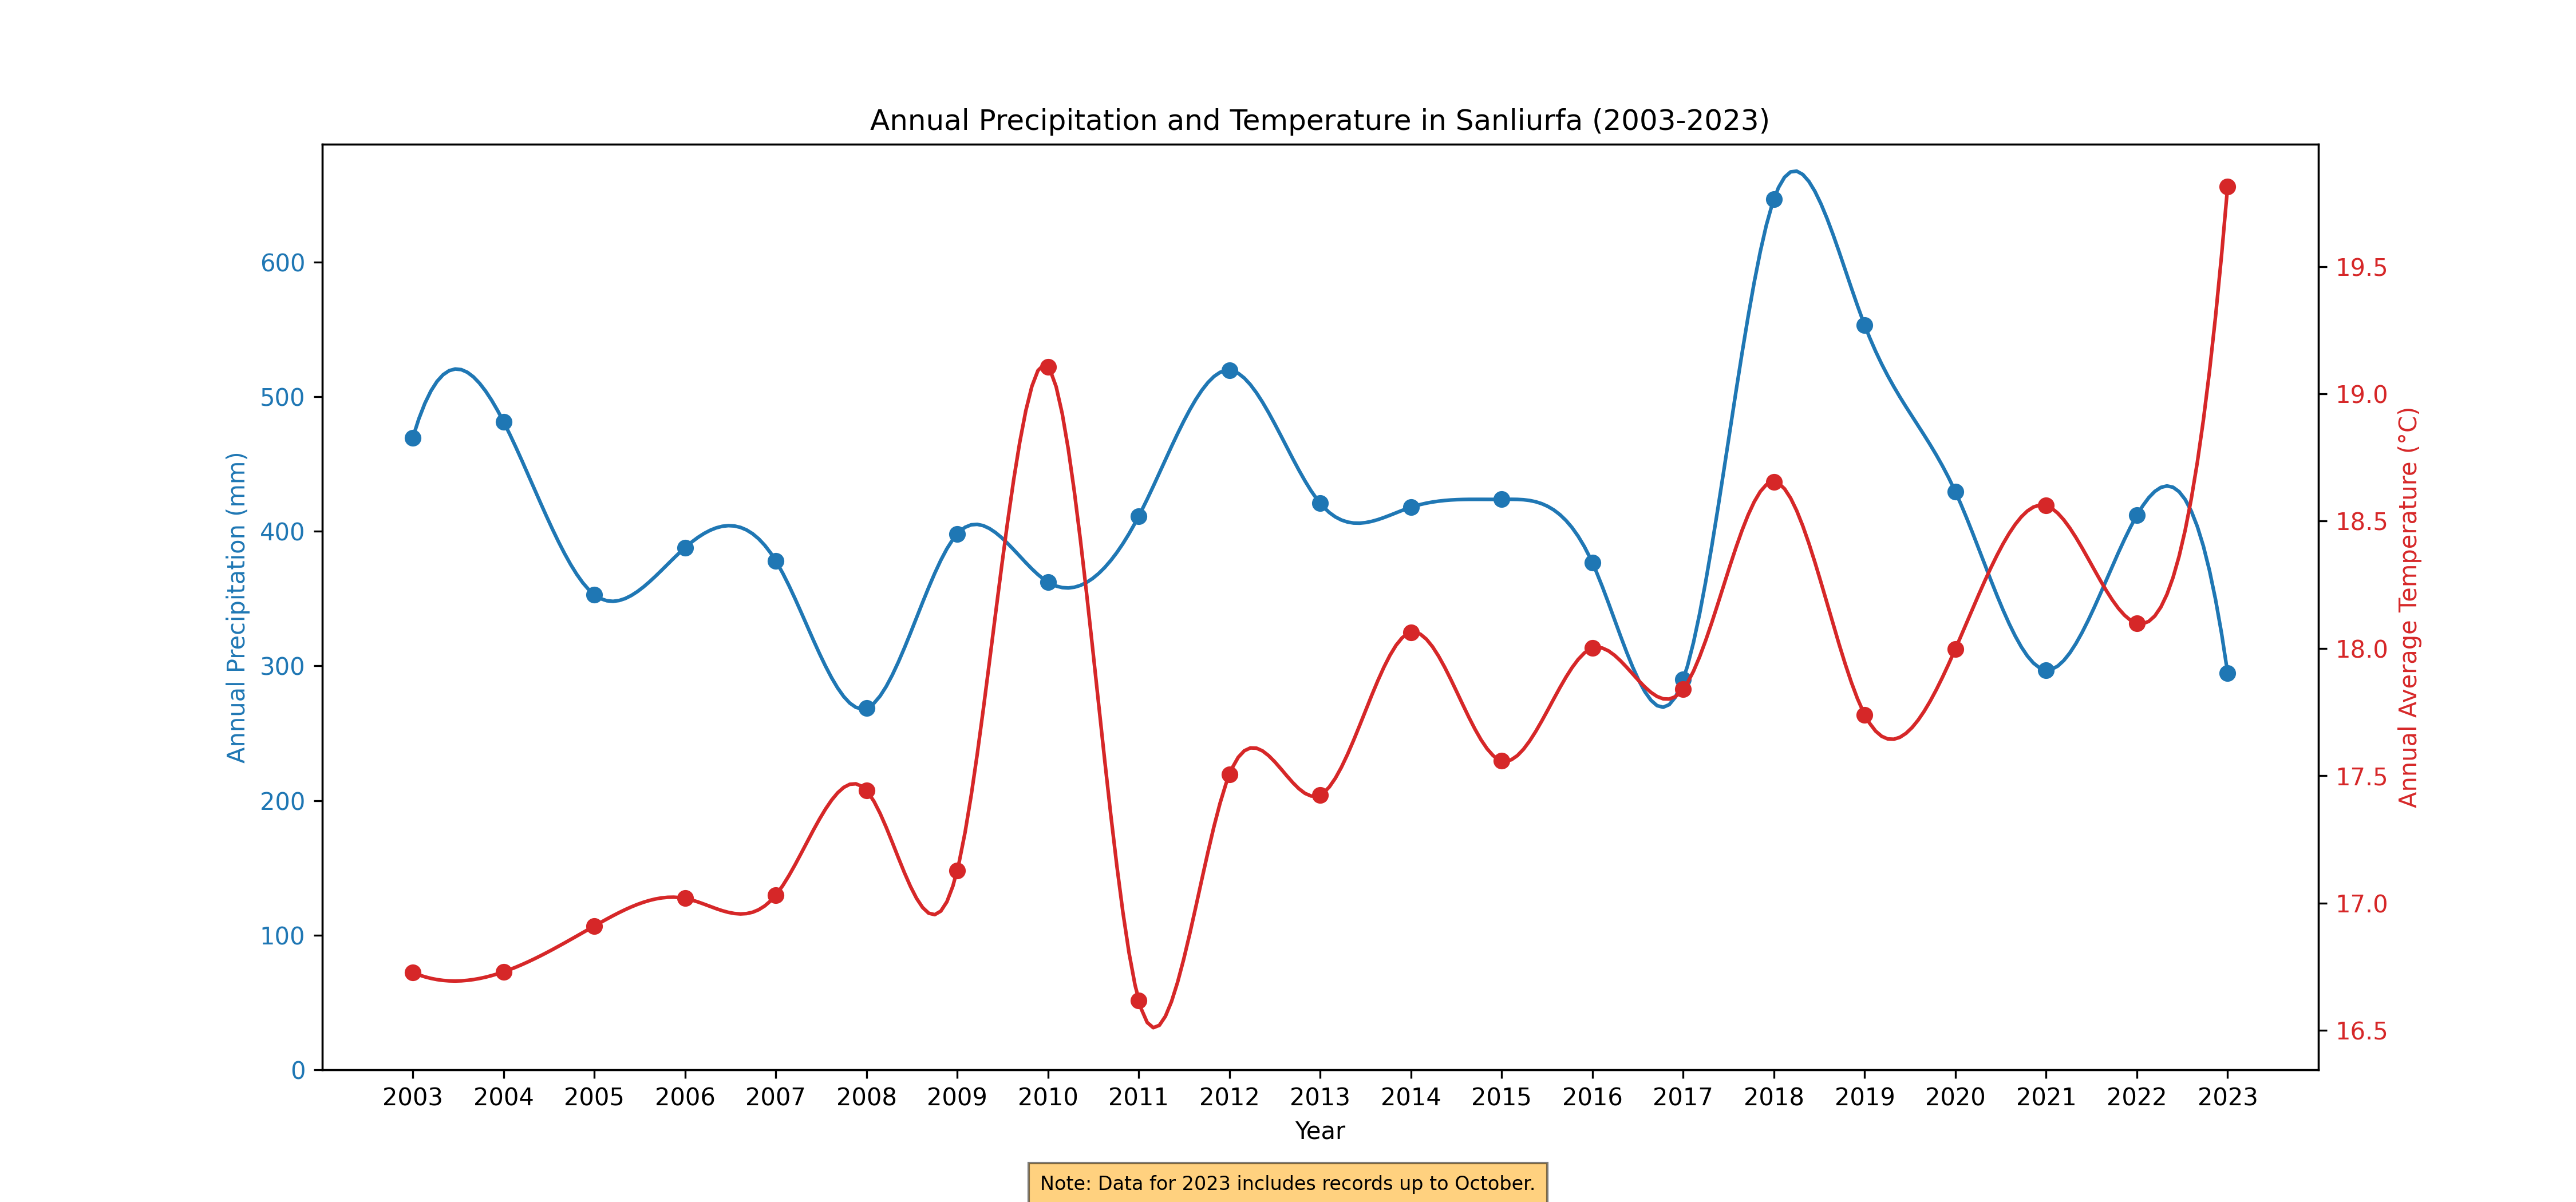 Annual Precipitation and Temperature in Sanliurfa (2003-2023)
Annual Precipitation (mm)
600
500
400
300
200
100
0
19.5
19.0
18.5
18.0
17.5
17.0
16.5
Annual Average Temperature (°C)
2003 2004 2005 2006 2007 2008 2009 2010 2011 2012 2013 2014 2015 2016 2017 2018 2019 2020 2021 2022 2023
Year
Note: Data for 2023 includes records up to October.